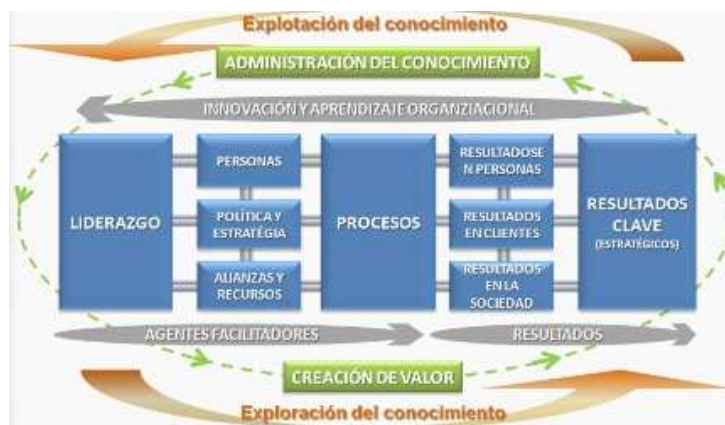 Explotación del conocimiento
ADMINISTRACIÓN DEL CONOCIMIENTO
INNOVACIÓN Y APRENDIZAJE ORGANZIACIONAL
LIDERAZGO
PERSONAS
POLÍTICA Y
ESTRATÉGIA
ALIANZAS Y
RECURSOS
PROCESOS
RESULTADOSE
N PERSONAS
RESULTADOS
EN CLIENTES
RESULTADOS
EN LA
SOCIEDAD
RESULTADOS
CLAVE
(ESTRATÉGICOS)
AGENTES FACILITADORES
RESULTADOS
CREACIÓN DE VALOR
Exploración del conocimiento